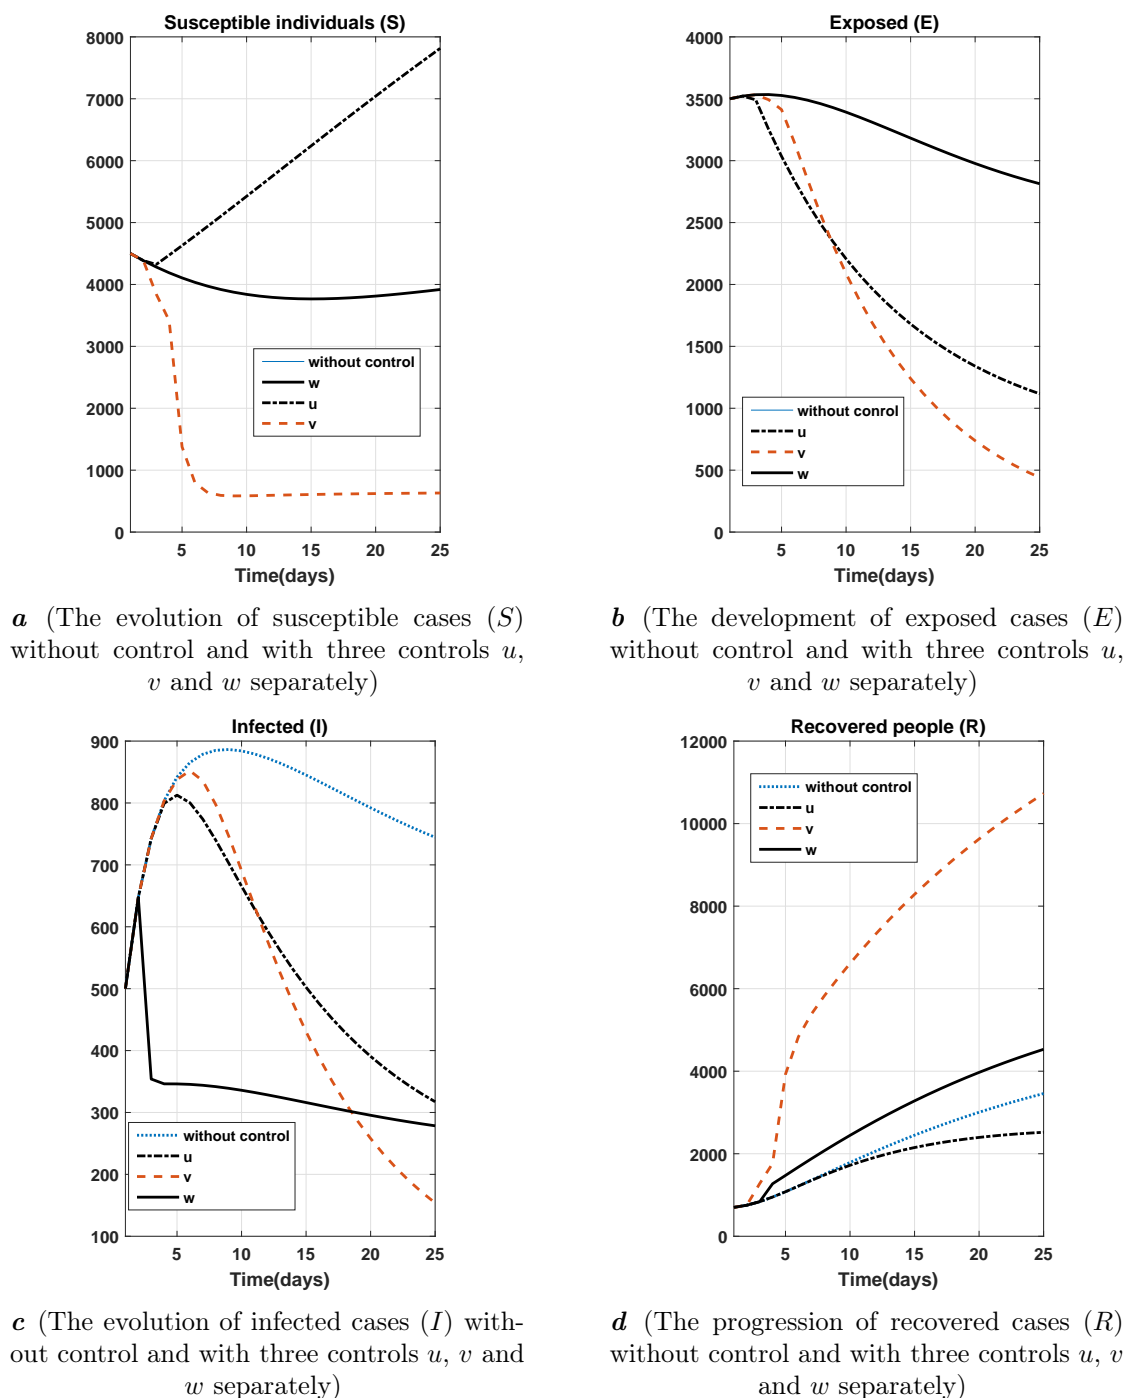 Susceptible individuals (S)
8000
7000
6000
5000
4000
3000
2000
1000
0
without control
w
u
v
5
10
15
20
25
Time(days)
Exposed (E)
4000
3500
3000
2500
2000
1500
1000
500
0
without conrol
u
v
w
5
10
15
20
25
Time(days)
a (The evolution of susceptible cases (S)
without control and with three controls u,
v and w separately)
b (The development of exposed cases (E)
without control and with three controls u,
v and w separately)
Infected (I)
900
800
700
600
500
400
300
200
100
without control
u
v
w
5
10
15
20
25
Time(days)
Recovered people (R)
12000
10000
8000
6000
4000
2000
0
without control
u
v
w
5
10
15
20
25
Time(days)
c (The evolution of infected cases (I) with-
out control and with three controls u, v and
w separately)
d (The progression of recovered cases (R)
without control and with three controls u, v
and w separately)